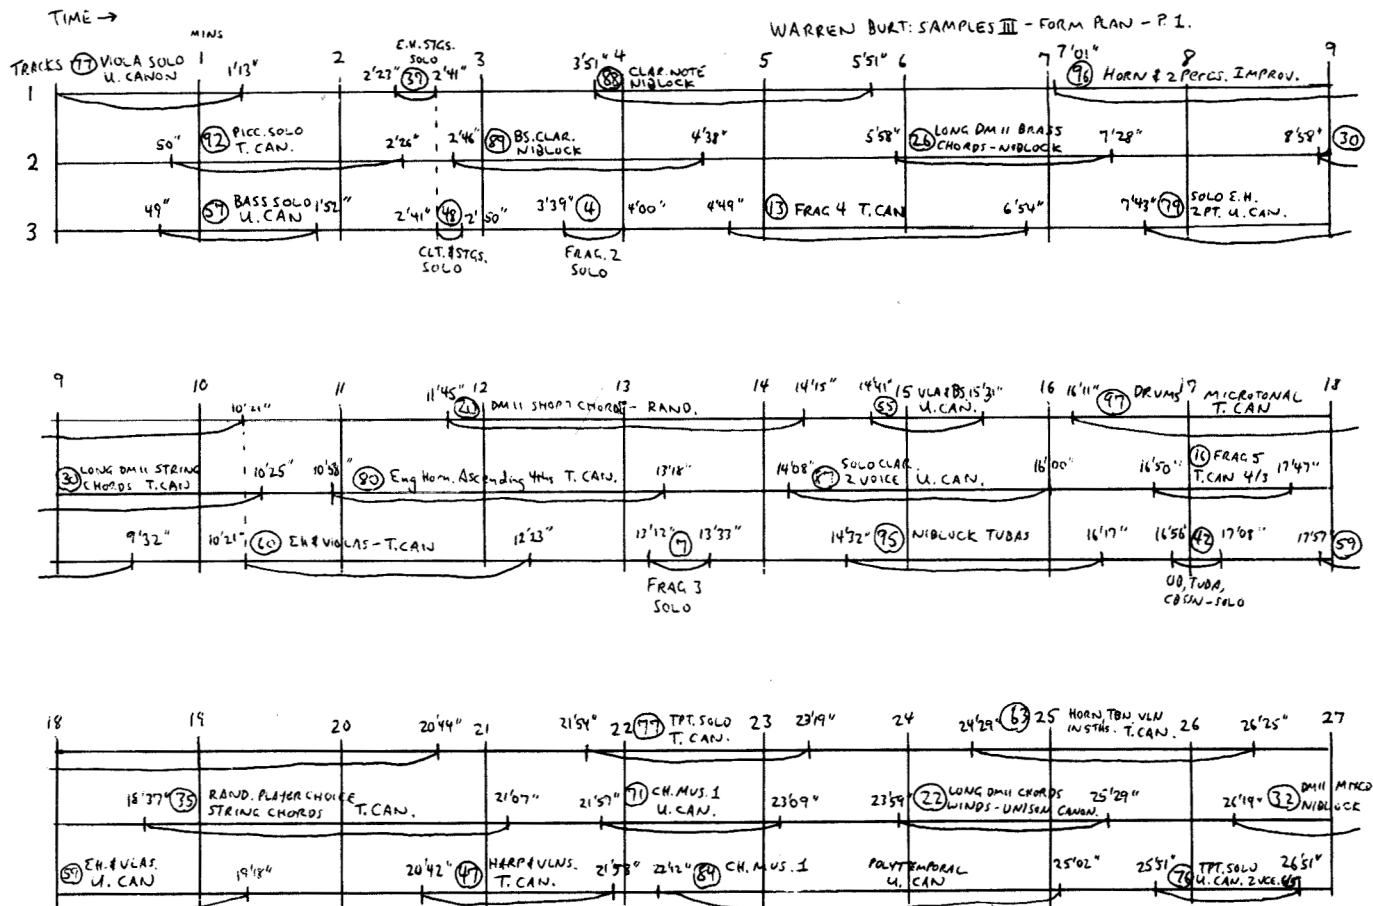 TIME →
WARREN BURT: SAMPLES III - FORM PLAN - P. 1.
MINS
1 2 3 4 5 6 7 8 9
TRACKS
1
77 VIOLA SOLO
U. CANON
1'13"
2'23"
E.H. STGS.
SOLO
37
2'41"
3'51"
88 CLAR. NOTE
NIBLOCK
5'51"
7'01"
96 HORN & 2 PERCS. IMPROV.
2
50"
92 PICC. SOLO
T. CAN.
2'26"
2'46"
89 BS. CLAR.
NIBLOCK
4'38"
5'58"
26 LONG DM11 BRASS
CHORDS - NIBLOCK
7'28"
8'58"
30
3
49"
57 BASS SOLO
U. CAN
1'52"
2'41"
48
2'50"
CLT. & STGS.
SOLO
3'39"
4
4'00"
FRAG. 2
SOLO
4'49"
13 FRAG 4 T. CAN
6'54"
7'43"
79 SOLO E.H.
2PT. U. CAN.
9 10 11 12 13 14 15 16 17 18
10'21"
11'45"
DM11 SHORT CHORDS - RAND.
14'15"
14'41"
55 VLA & BS
U. CAN.
15'31"
16'11"
97 DRUMS MICROTONAL
T. CAN
30 LONG DM11 STRING
CHORDS T. CAN
10'25"
10'58"
80 Eng Horn. Ascending 4ths T. CAN.
13'18"
14'08"
SOLO CLAR.
2 VOICE U. CAN.
16'00"
16'50"
16 FRAG 5
T. CAN 4/3
17'47"
9'32"
10'21"
60 EH & VIOLAS - T. CAN
12'23"
13'12"
7
13'33"
FRAG 3
SOLO
14'32"
95 NIBLOCK TUBAS
16'17"
16'56"
42
17'08"
TUBA,
CBSSN - SOLO
17'57"
59
18 19 20 21 22 23 24 25 26 27
20'44"
21'54"
77 TPT. SOLO
T. CAN.
23'19"
24'29"
63 HORN, TBN, VLN
T. CAN.
26'25"
18'37"
35 RAND. PLAYER CHOICE
STRING CHORDS T. CAN.
21'07"
21'57"
71 CH. MUS. 1
U. CAN.
23'09"
23'59"
22 LONG DM11 CHORDS
WINDS - UNISON CANON.
25'29"
26'19"
32 DM11 MIXED
NIBLOCK
59 EH. & VLAS.
U. CAN
19'18"
20'42"
47 HARP & VLNS.
T. CAN.
21'58"
22'12"
84 CH. MUS. 1 POLYTEMPORAL
U. CAN
25'02"
25'51"
TPT. SOLO
U. CAN. 2 VCE.
26'51"